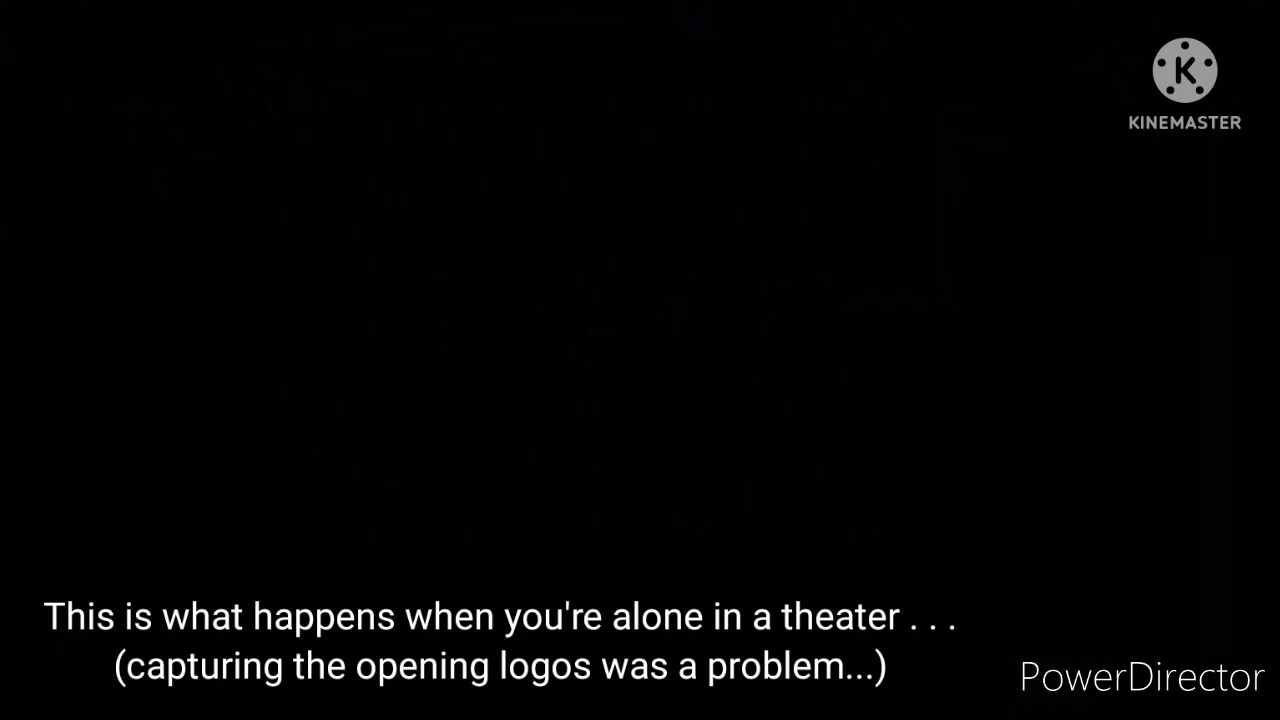 K
KINEMASTER
This is what happens when you're alone in a theater . . .
(capturing the opening logos was a problem...)
PowerDirector